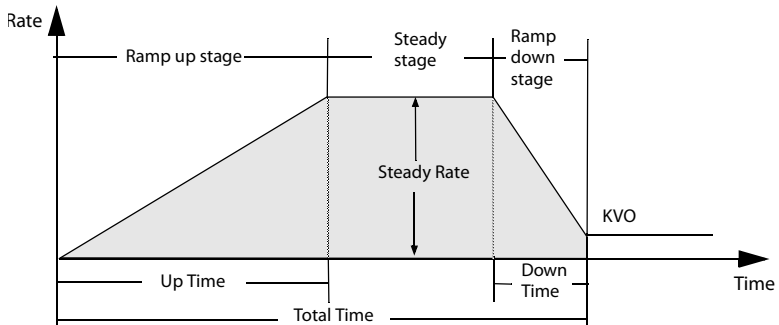 Rate
Ramp up stage
Steady
stage
Ramp
down
stage
Steady Rate
KVO
Up Time
Down
Time
Time
Total Time